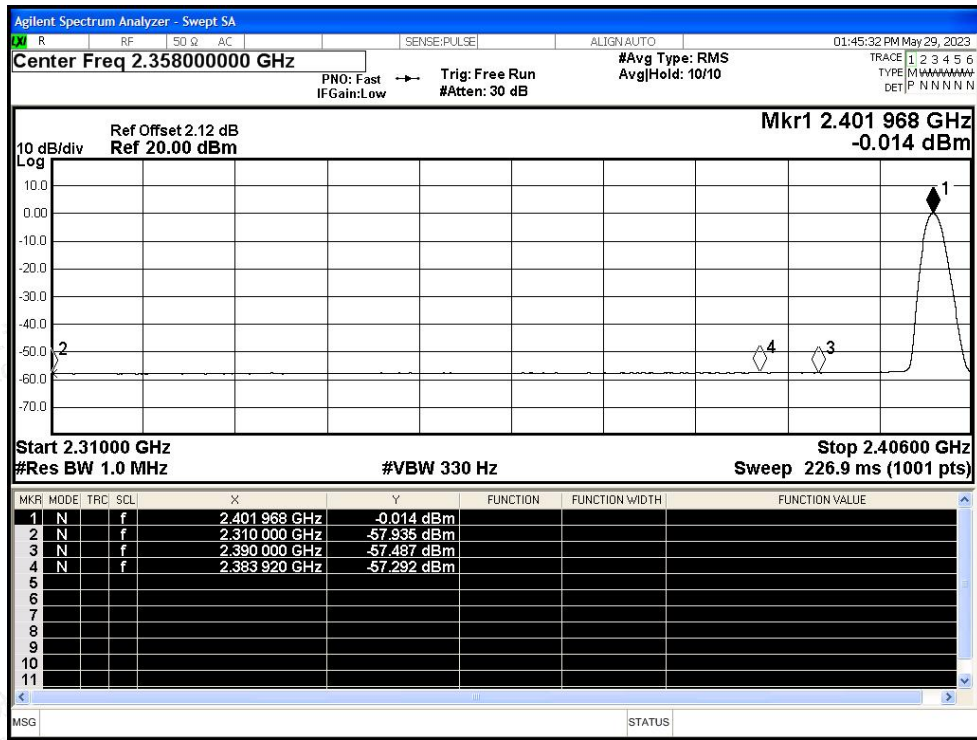 Agilent Spectrum Analyzer - Swept SA
LXI R RF 50 Ω AC SENSE:PULSE ALIGN AUTO 01:45:32 PM May 29, 2023
Center Freq 2.358000000 GHz #Avg Type: RMS TRACE 1 2 3 4 5 6
PNO: Fast Trig: Free Run Avg|Hold: 10/10 TYPE M WWWWW
IFGain:Low #Atten: 30 dB DET P N N N N N
Mkr1 2.401 968 GHz
Ref Offset 2.12 dB -0.014 dBm
10 dB/div Ref 20.00 dBm
Log
10.0
1
0.00
-10.0
-20.0
-30.0
-40.0
-50.0 2 4 3
-60.0
-70.0
Start 2.31000 GHz Stop 2.40600 GHz
#Res BW 1.0 MHz #VBW 330 Hz Sweep 226.9 ms (1001 pts)
MKR MODE TRC SCL X Y FUNCTION FUNCTION WIDTH FUNCTION VALUE
1 N f 2.401 968 GHz -0.014 dBm
2 N f 2.310 000 GHz -57.935 dBm
3 N f 2.390 000 GHz -57.487 dBm
4 N f 2.383 920 GHz -57.292 dBm
5
6
7
8
9
10
11
MSG STATUS